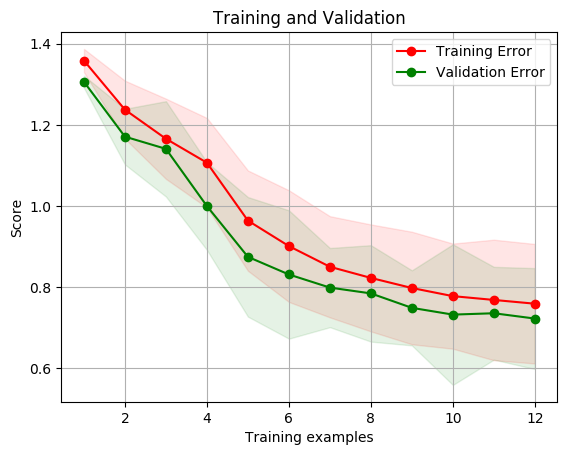 Training and Validation
Training Error
Validation Error
Score
1.4
1.2
1.0
0.8
0.6
2 4 6 8 10 12
Training examples